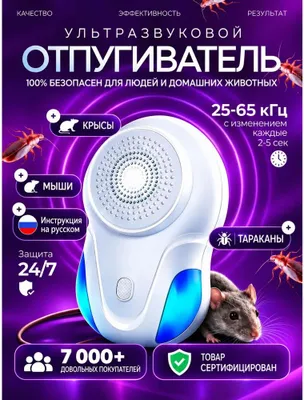 КАЧЕСТВО ЭФФЕКТИВНОСТЬ РЕЗУЛЬТАТ
УЛЬТРАЗВУКОВОЙ
ОТПУГИВАТЕЛЬ
100% БЕЗОПАСЕН ДЛЯ ЛЮДЕЙ И ДОМАШНИХ ЖИВОТНЫХ
25-65 кГц
с изменением
каждые
2-5 сек
КРЫСЫ
МЫШИ
Инструкция
на русском
ТАРАКАНЫ
Защита
24/7
7 000+
ДОВОЛЬНЫХ ПОКУПАТЕЛЕЙ
ТОВАР
СЕРТИФИЦИРОВАН